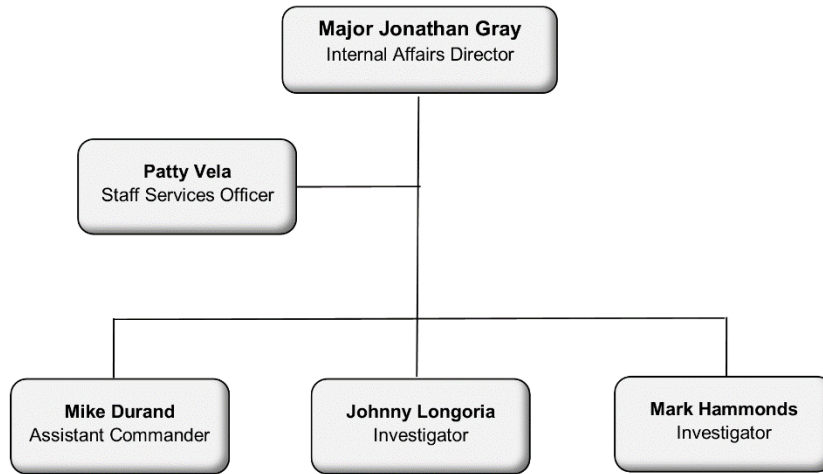 Major Jonathan Gray
Internal Affairs Director
Patty Vela
Staff Services Officer
Mike Durand
Assistant Commander
Johnny Longoria
Investigator
Mark Hammonds
Investigator